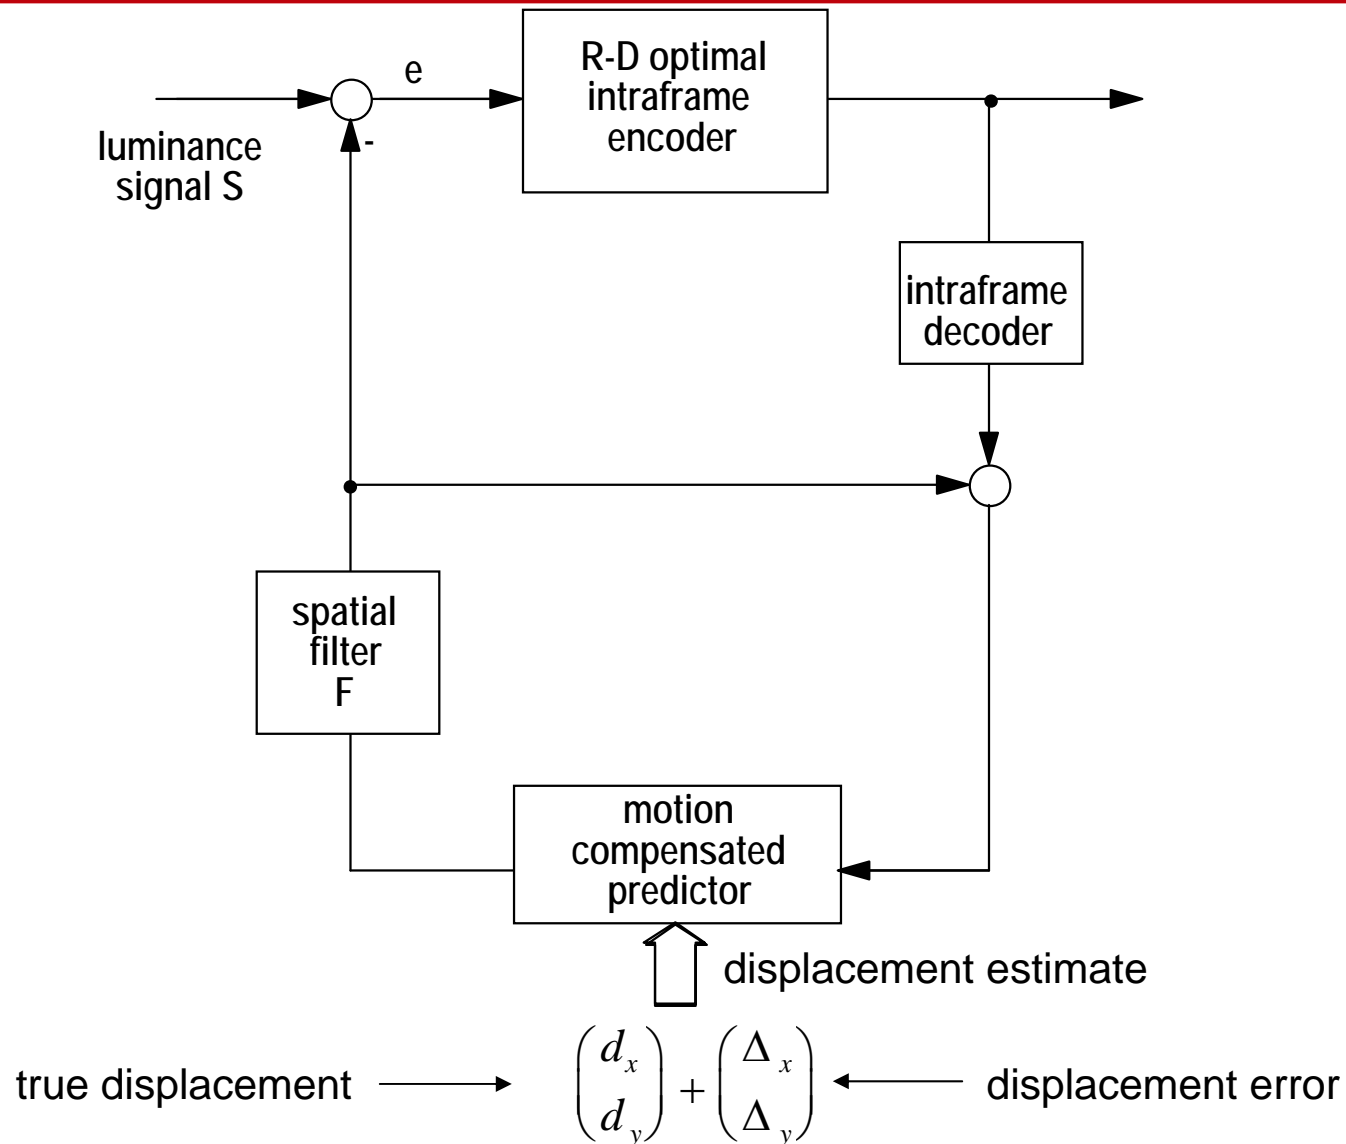 e
R-D optimal
intraframe
encoder
luminance
signal S
-
intraframe
decoder
spatial
filter
F
motion
compensated
predictor
displacement estimate
true displacement
(d_x d_y) + (Δ_x Δ_y)
displacement error